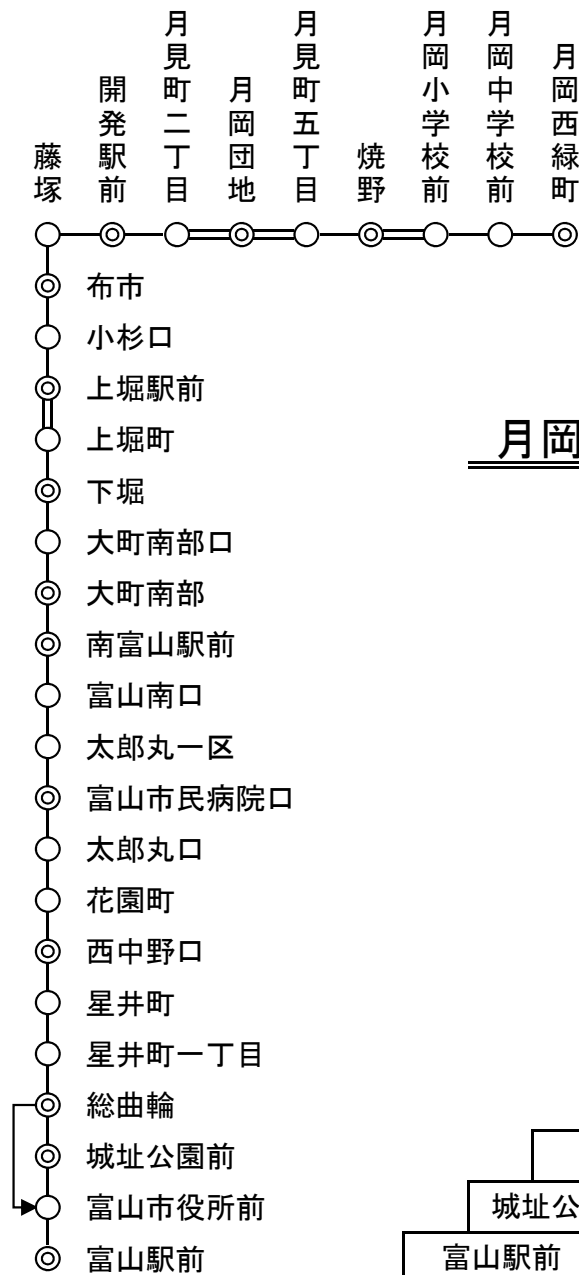 藤塚
開発駅前
月見町二丁目
月岡団地
月見町五丁目
焼野
月岡小学校前
月岡中学校前
月岡西緑町
布市
小杉口
上堀駅前
上堀町
下堀
大町南部口
大町南部
南富山駅前
富山南口
太郎丸一区
富山市民病院口
太郎丸口
花園町
西中野口
星井町
星井町一丁目
総曲輪
城址公園前
富山市役所前
富山駅前
月岡
城址公
富山駅前